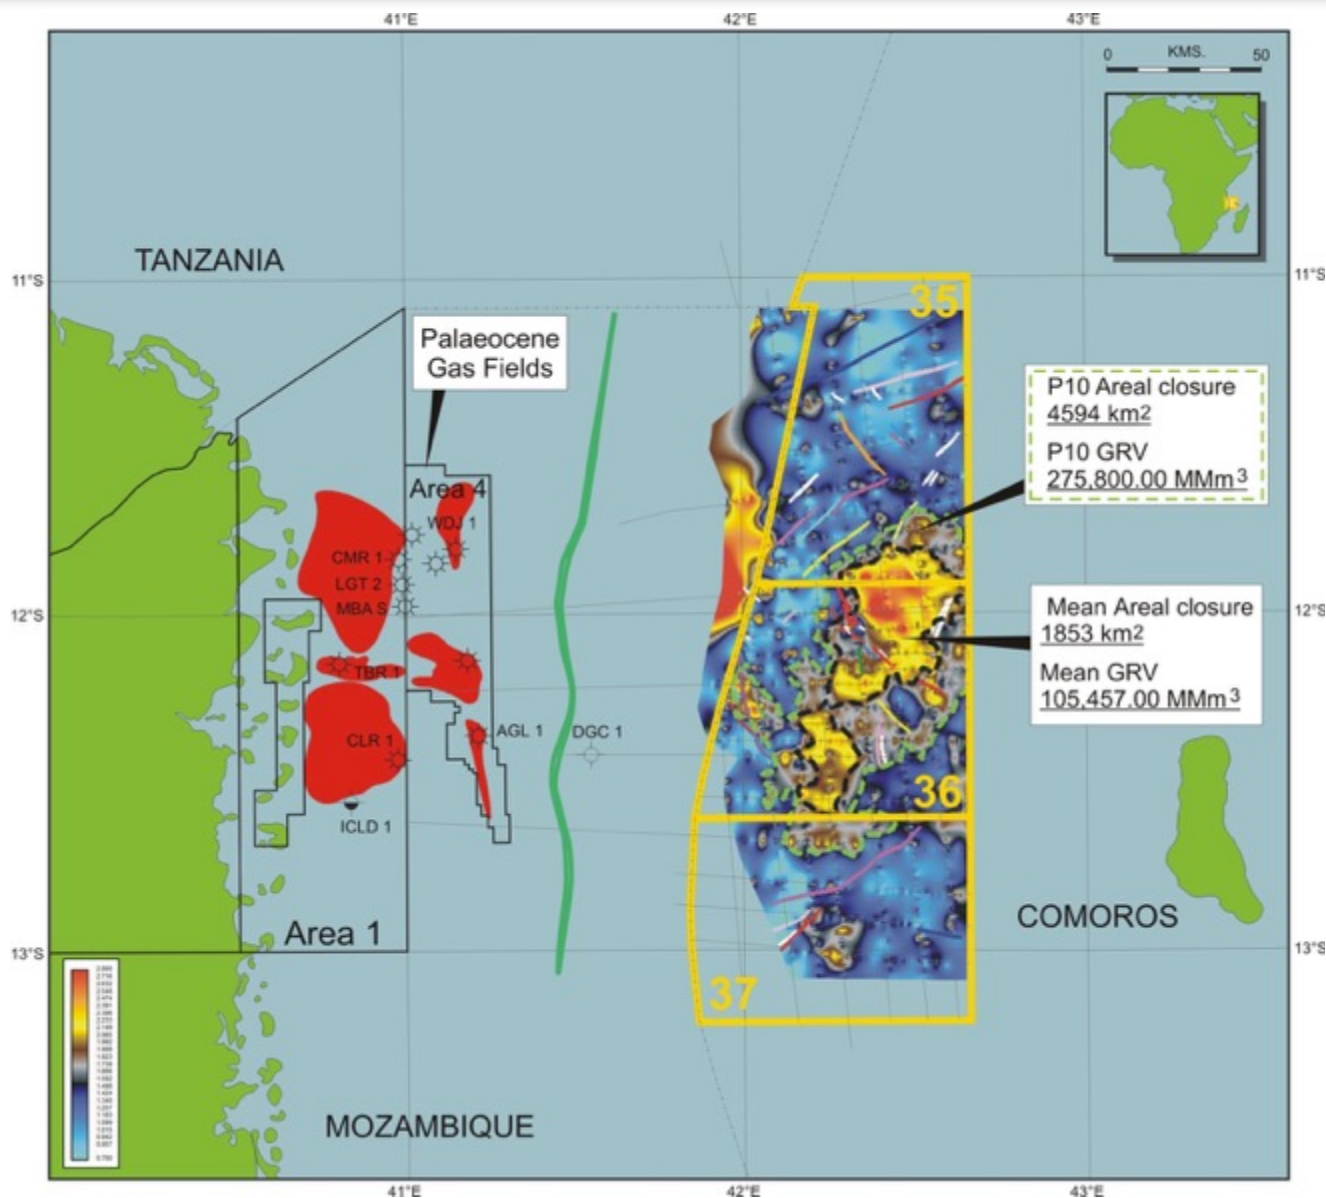 41°E 42°E 43°E
0 KMS. 50
TANZANIA
11°S 11°S
35
Palaeocene
Gas Fields
P10 Areal closure
4594 km2
P10 GRV
275,800.00 MMm3
Area 4
WDJ 1
CMR 1
LGT 2
MBA S
12°S 12°S
Mean Areal closure
1853 km2
Mean GRV
105,457.00 MMm3
TBR 1
AGL 1
DGC 1
CLR 1
36
ICLD 1
COMOROS
Area 1
13°S 13°S
37
MOZAMBIQUE
41°E 42°E 43°E